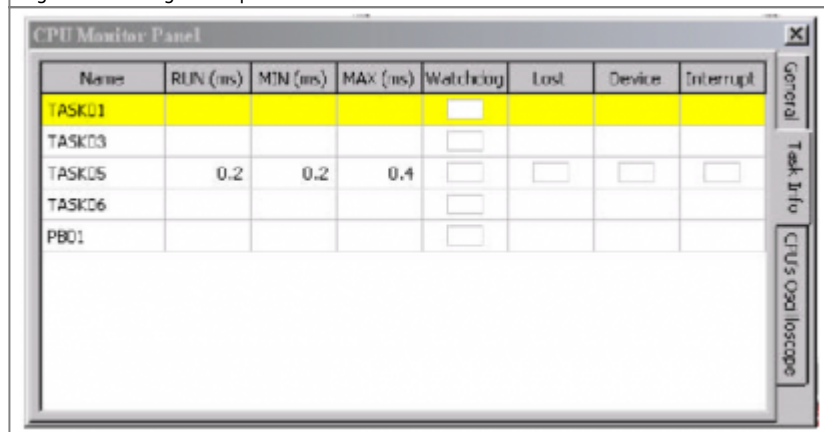 CPU Monitor Panel
Name RUN (ms) MIN (ms) MAX (ms) Watchdog Lost Device Interrupt
TASK01
TASK03
TASK05 0.2 0.2 0.4
TASK06
PB01
General
Task Info
CPU's Oscilloscope